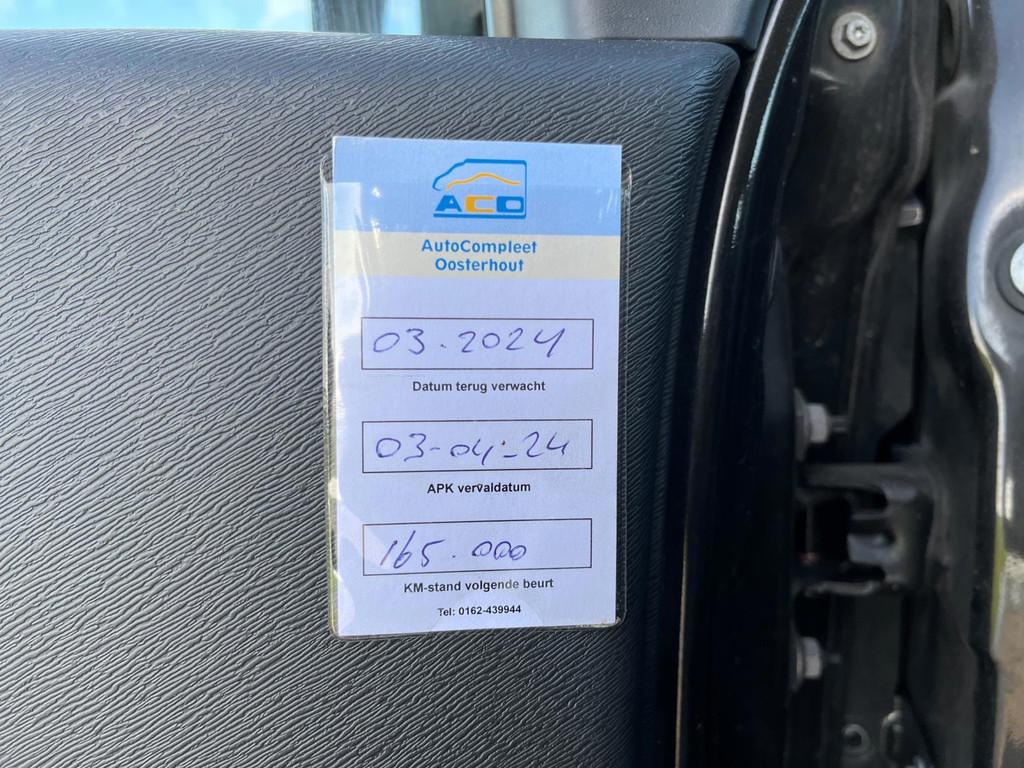 ACO
AutoCompleet
Oosterhout
03.2024
Datum terug verwacht
03-04-24
APK vervaldatum
165.000
KM-stand volgende beurt
Tel: 0162-439944